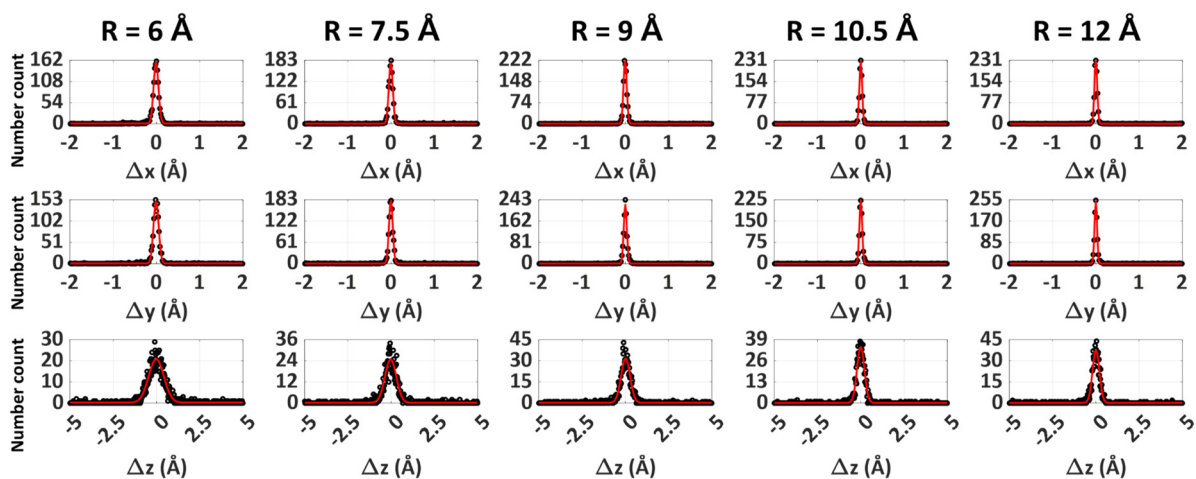 R = 6 Å R = 7.5 Å R = 9 Å R = 10.5 Å R = 12 Å
Number count
162 183 222 231 231
108 122 148 154 154
54 61 74 77 77
0 0 0 0 0
-2 -1 0 1 2 -2 -1 0 1 2 -2 -1 0 1 2 -2 -1 0 1 2 -2 -1 0 1 2
Δx (Å) Δx (Å) Δx (Å) Δx (Å) Δx (Å)
Number count
153 183 243 225 255
102 122 162 150 170
51 61 81 75 85
0 0 0 0 0
-2 -1 0 1 2 -2 -1 0 1 2 -2 -1 0 1 2 -2 -1 0 1 2 -2 -1 0 1 2
Δy (Å) Δy (Å) Δy (Å) Δy (Å) Δy (Å)
Number count
30 36 45 39 45
20 24 30 26 30
10 12 15 13 15
0 0 0 0 0
-5 -2.5 0 2.5 5 -5 -2.5 0 2.5 5 -5 -2.5 0 2.5 5 -5 -2.5 0 2.5 5 -5 -2.5 0 2.5 5
Δz (Å) Δz (Å) Δz (Å) Δz (Å) Δz (Å)